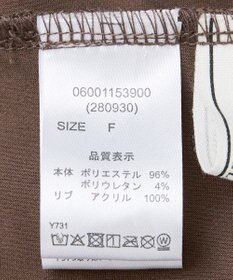 06001153900
(280930)
SIZE F
品質表示
本体 ポリエステル 96%
ポリウレタン 4%
リブ アクリル 100%
Y731